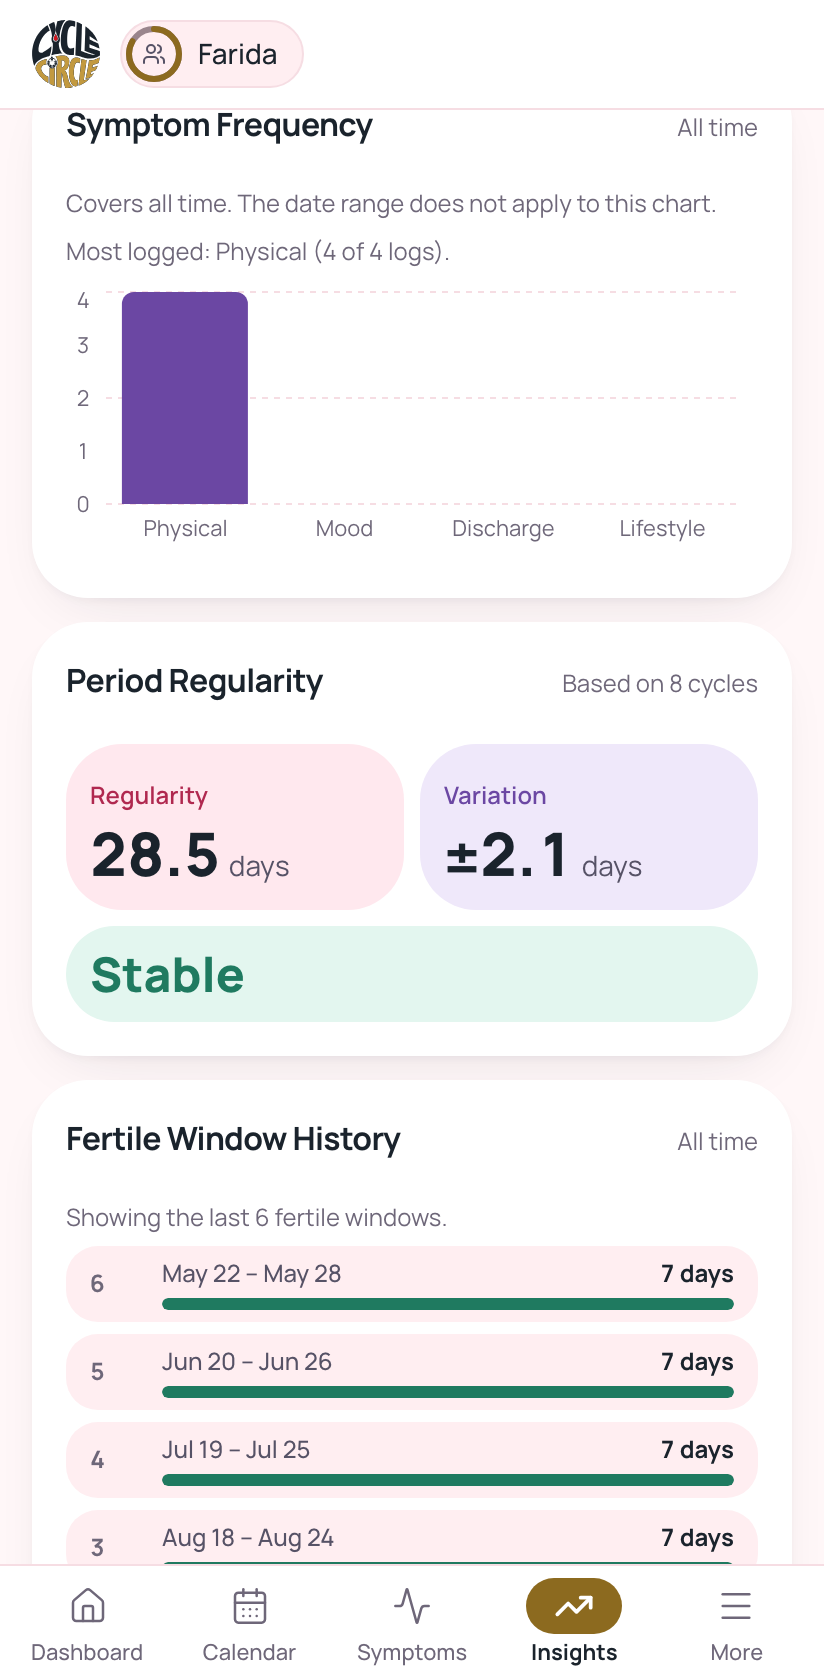 CYCLE
CIRCLE
Farida
Symptom Frequency
All time
Covers all time. The date range does not apply to this chart.
Most logged: Physical (4 of 4 logs).
4
3
2
1
0
Physical
Mood
Discharge
Lifestyle
Period Regularity
Based on 8 cycles
Regularity
28.5 days
Variation
±2.1 days
Stable
Fertile Window History
All time
Showing the last 6 fertile windows.
6
May 22 – May 28
7 days
5
Jun 20 – Jun 26
7 days
4
Jul 19 – Jul 25
7 days
3
Aug 18 – Aug 24
7 days
Dashboard
Calendar
Symptoms
Insights
More